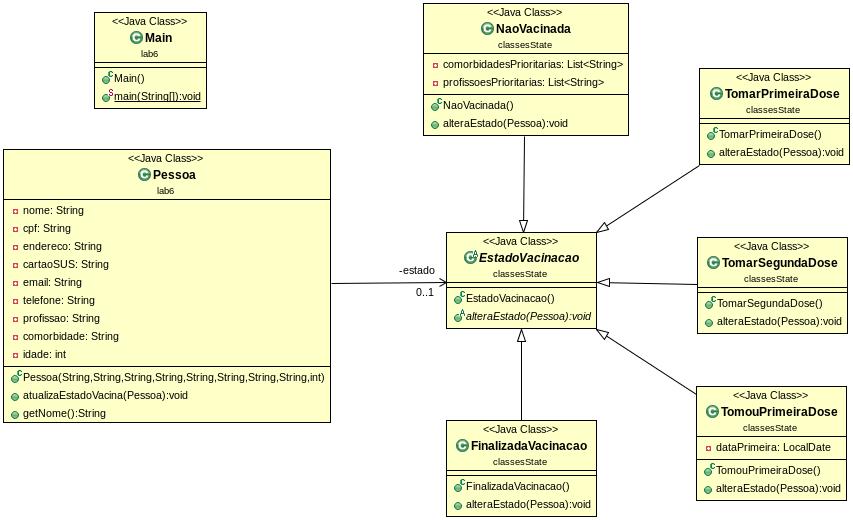 <<Java Class>>
Main
lab6
Main()
main(String[]):void
<<Java Class>>
Pessoa
lab6
nome: String
cpf: String
endereco: String
cartaoSUS: String
email: String
telefone: String
profissao: String
comorbidade: String
idade: int
Pessoa(String,String,String,String,String,String,String,String,int)
atualizaEstadoVacina(Pessoa):void
getNome():String
-estado
0..1
<<Java Class>>
NaoVacinada
classesState
comorbidadesPrioritarias: List<String>
profissoesPrioritarias: List<String>
NaoVacinada()
alteraEstado(Pessoa):void
<<Java Class>>
EstadoVacinacao
classesState
EstadoVacinacao()
alteraEstado(Pessoa):void
<<Java Class>>
FinalizadaVacinacao
classesState
FinalizadaVacinacao()
alteraEstado(Pessoa):void
<<Java Class>>
TomarPrimeiraDose
classesState
TomarPrimeiraDose()
alteraEstado(Pessoa):void
<<Java Class>>
TomarSegundaDose
classesState
TomarSegundaDose()
alteraEstado(Pessoa):void
<<Java Class>>
TomouPrimeiraDose
classesState
dataPrimeira: LocalDate
TomouPrimeiraDose()
alteraEstado(Pessoa):void